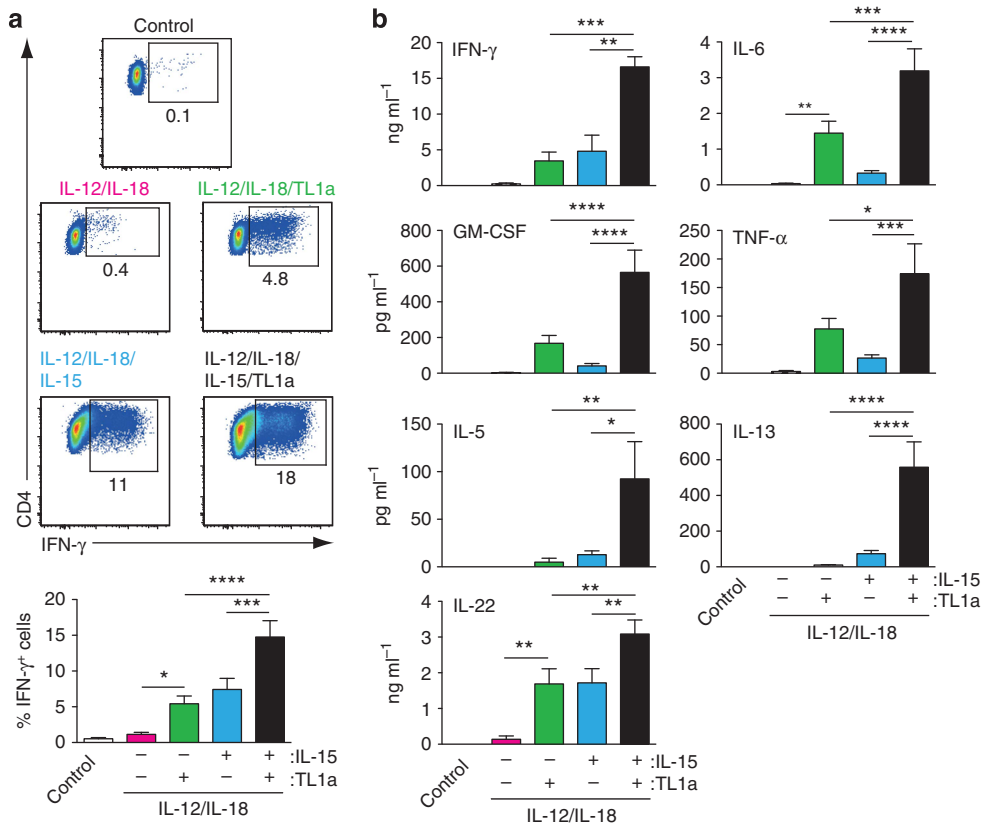 a
Control
0.1
IL-12/IL-18
0.4
IL-12/IL-18/TL1a
4.8
IL-12/IL-18/
IL-15
11
IL-12/IL-18/
IL-15/TL1a
18
CD4
IFN-γ
% IFN-γ⁺ cells
20
15
10
5
0
*
***
****
Control
– – + + :IL-15
– + – + :TL1a
IL-12/IL-18
b
IFN-γ
ng ml⁻¹
20
15
10
5
0
***
**
IL-6
4
3
2
1
0
***
****
**
GM-CSF
pg ml⁻¹
800
600
400
200
0
****
****
TNF-α
250
200
150
100
50
0
*
***
IL-5
pg ml⁻¹
150
100
50
0
**
*
IL-13
800
600
400
200
0
****
****
Control
– – + + :IL-15
– + – + :TL1a
IL-12/IL-18
IL-22
ng ml⁻¹
4
3
2
1
0
**
**
**
Control
– – + + :IL-15
– + – + :TL1a
IL-12/IL-18